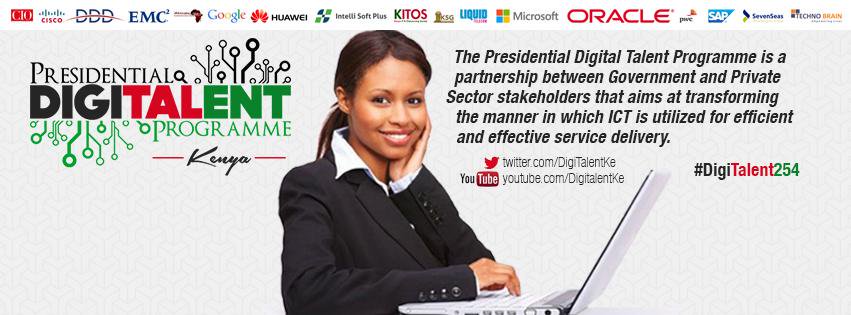 CIO
CISCO
DDD
EMC²
Google
HUAWEI
Intelli Soft Plus
KITOS
KSG
LIQUID
TELECOM
Microsoft
ORACLE
pwc
SAP
SevenSeas
TECHNO BRAIN
PRESIDENTIAL
DIGITALENT
PROGRAMME
Kenya
The Presidential Digital Talent Programme is a
partnership between Government and Private
Sector stakeholders that aims at transforming
the manner in which ICT is utilized for efficient
and effective service delivery.
twitter.com/DigiTalentKe
You Tube youtube.com/DigitalentKe
#DigiTalent254